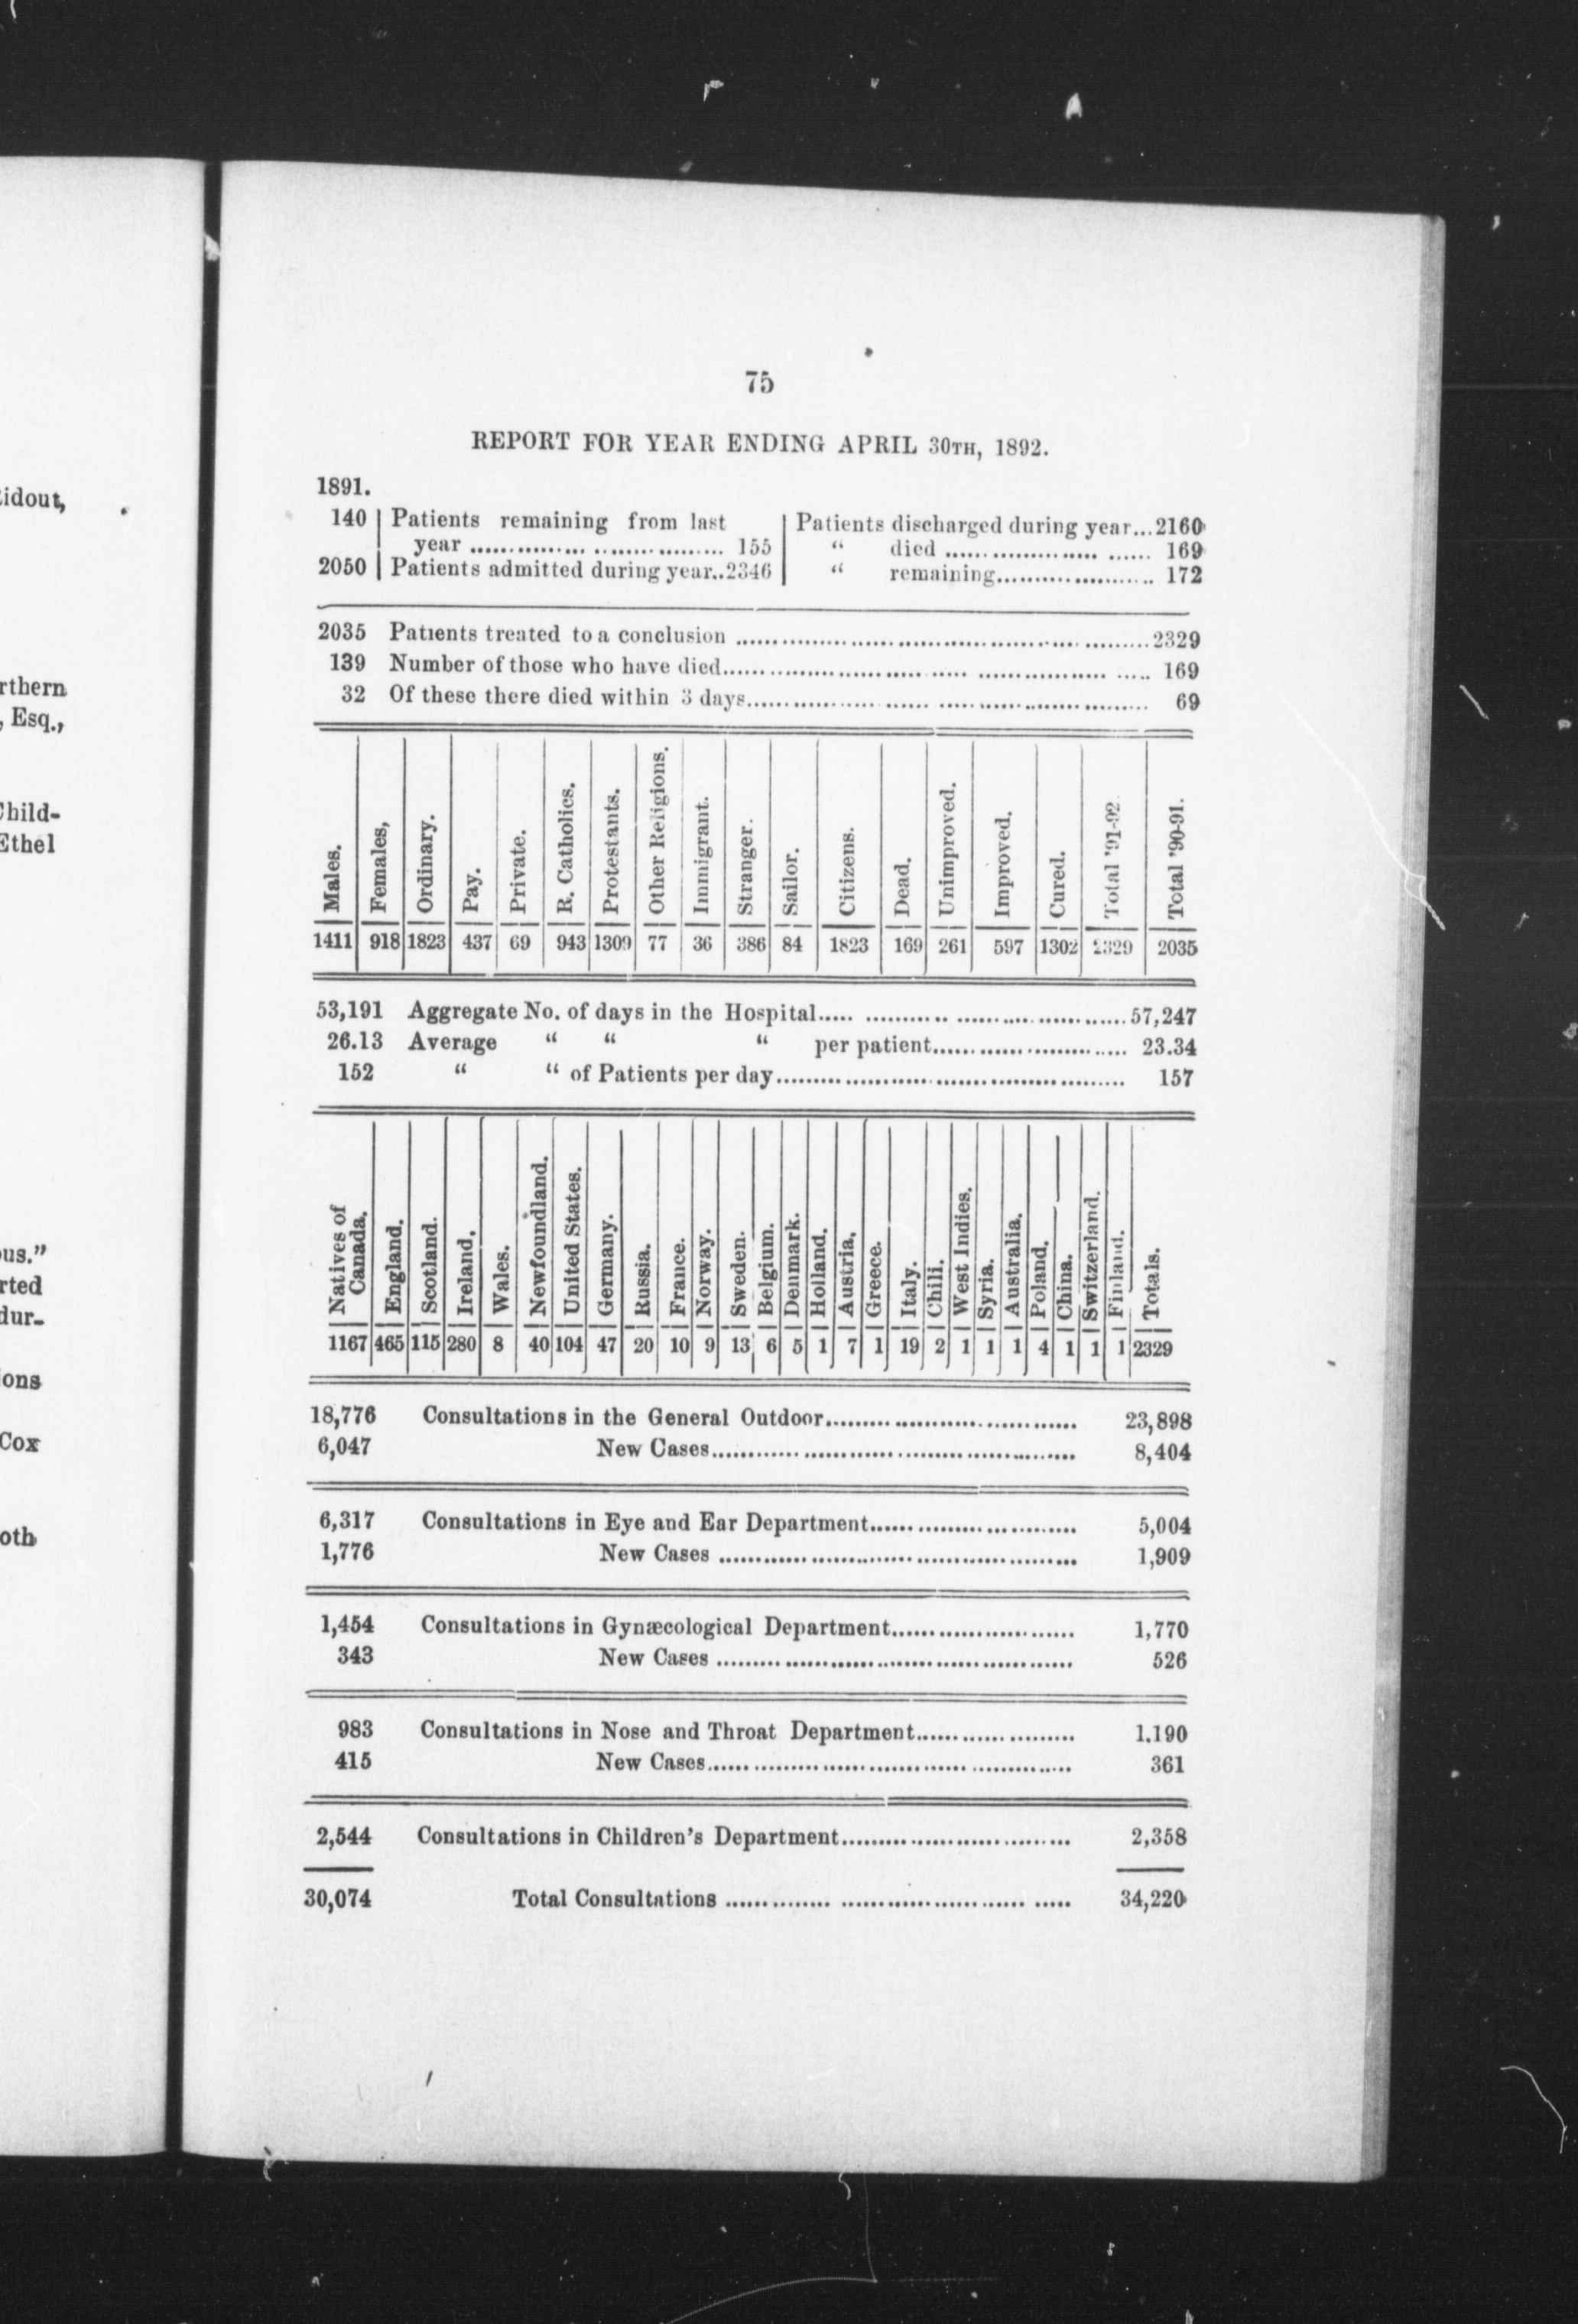 idout,
rthern
, Esq.,
Child-
Ethel
ous."
rted
dur-
ions
Cox
oth
75
REPORT FOR YEAR ENDING APRIL 30TH, 1892.
1891.
140 Patients remaining from last
year .................... 155
2050 Patients admitted during year..2346
Patients discharged during year...2160
" died .................... 169
" remaining.................... 172
2035 Patients treated to a conclusion .................... 2329
139 Number of those who have died.................... 169
32 Of these there died within 3 days.................... 69
Males. Females, Ordinary. Pay. Private. R. Catholics. Protestants. Other Religions. Immigrant. Stranger. Sailor. Citizens. Dead. Unimproved. Improved. Cured. Total '91-92. Total '90-91.
1411 918 1823 437 69 943 1309 77 36 386 84 1823 169 261 597 1302 2329 2035
53,191 Aggregate No. of days in the Hospital.................... 57,247
26.13 Average " " " per patient.................... 23.34
152 " " of Patients per day.................... 157
Natives of Canada. England. Scotland. Ireland. Wales. Newfoundland. United States. Germany. Russia. France. Norway. Sweden. Belgium. Denmark. Holland. Austria, Greece. Italy. Chili. West Indies. Syria. Australia. Poland. China. Switzerland. Finland. Totals.
1167 465 115 280 8 40 104 47 20 10 9 13 6 5 1 7 1 19 2 1 1 1 4 1 1 1 2329
18,776 Consultations in the General Outdoor.................... 23,898
6,047 New Cases.................... 8,404
6,317 Consultations in Eye and Ear Department.................... 5,004
1,776 New Cases .................... 1,909
1,454 Consultations in Gynæcological Department.................... 1,770
343 New Cases .................... 526
983 Consultations in Nose and Throat Department.................... 1.190
415 New Cases.................... 361
2,544 Consultations in Children's Department.................... 2,358
30,074 Total Consultations .................... 34,220